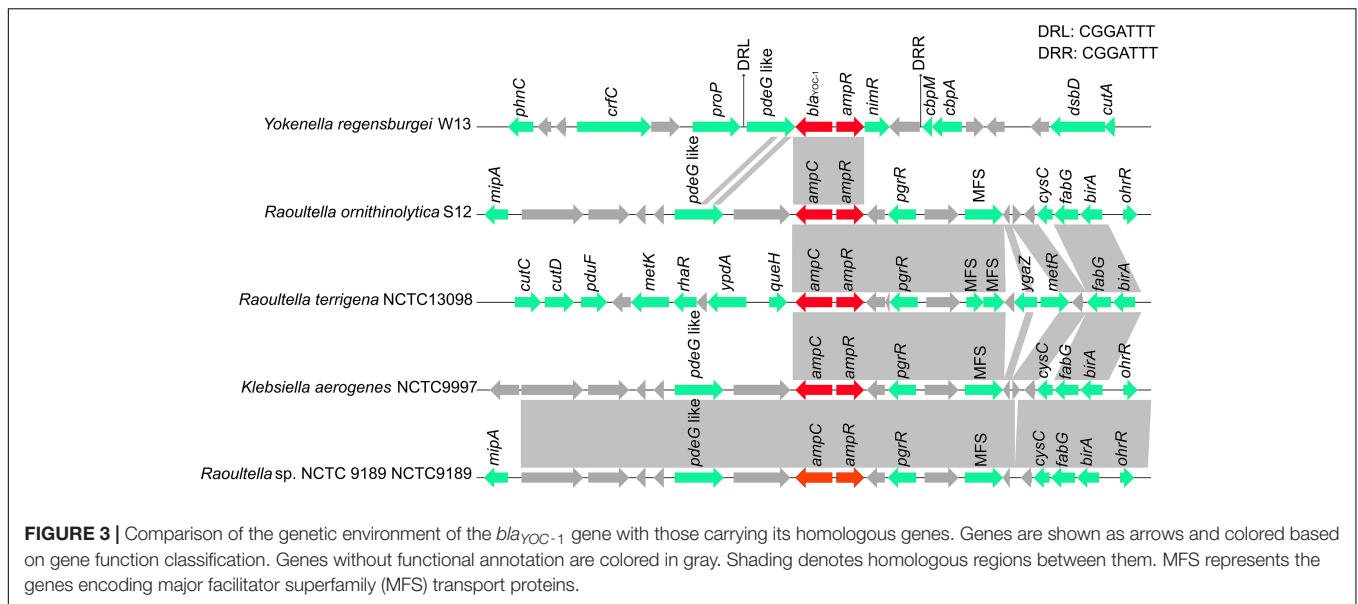 DRL: CGGATTT
DRR: CGGATTT
phnC crfC proP DRL pdeG like blaYOC-1 ampR nimR DRR cbpM cbpA dsbD cutA
Yokenella regensburgei W13
mipA pdeG like ampC ampR pgrR MFS cysC fabG birA ohrR
Raoultella ornithinolytica S12
cutC cutD pduF metK rhaR ypdA queH ampC ampR pgrR MFS MFS ygaZ metR fabG birA
Raoultella terrigena NCTC13098
pdeG like ampC ampR pgrR MFS cysC fabG birA ohrR
Klebsiella aerogenes NCTC9997
mipA pdeG like ampC ampR pgrR MFS cysC fabG birA ohrR
Raoultella sp. NCTC 9189 NCTC9189
FIGURE 3 | Comparison of the genetic environment of the blaYOC-1 gene with those carrying its homologous genes. Genes are shown as arrows and colored based
on gene function classification. Genes without functional annotation are colored in gray. Shading denotes homologous regions between them. MFS represents the
genes encoding major facilitator superfamily (MFS) transport proteins.